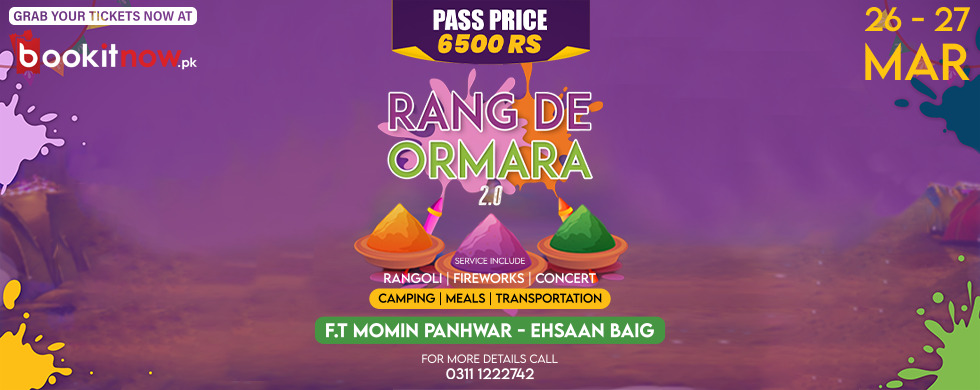 GRAB YOUR TICKETS NOW AT
bookitnow.pk
PASS PRICE
6500 RS
26 - 27
MAR
RANG DE
ORMARA
2.0
SERVICE INCLUDE
RANGOLI | FIREWORKS | CONCERT
CAMPING | MEALS | TRANSPORTATION
F.T MOMIN PANHWAR - EHSAAN BAIG
FOR MORE DETAILS CALL
0311 1222742